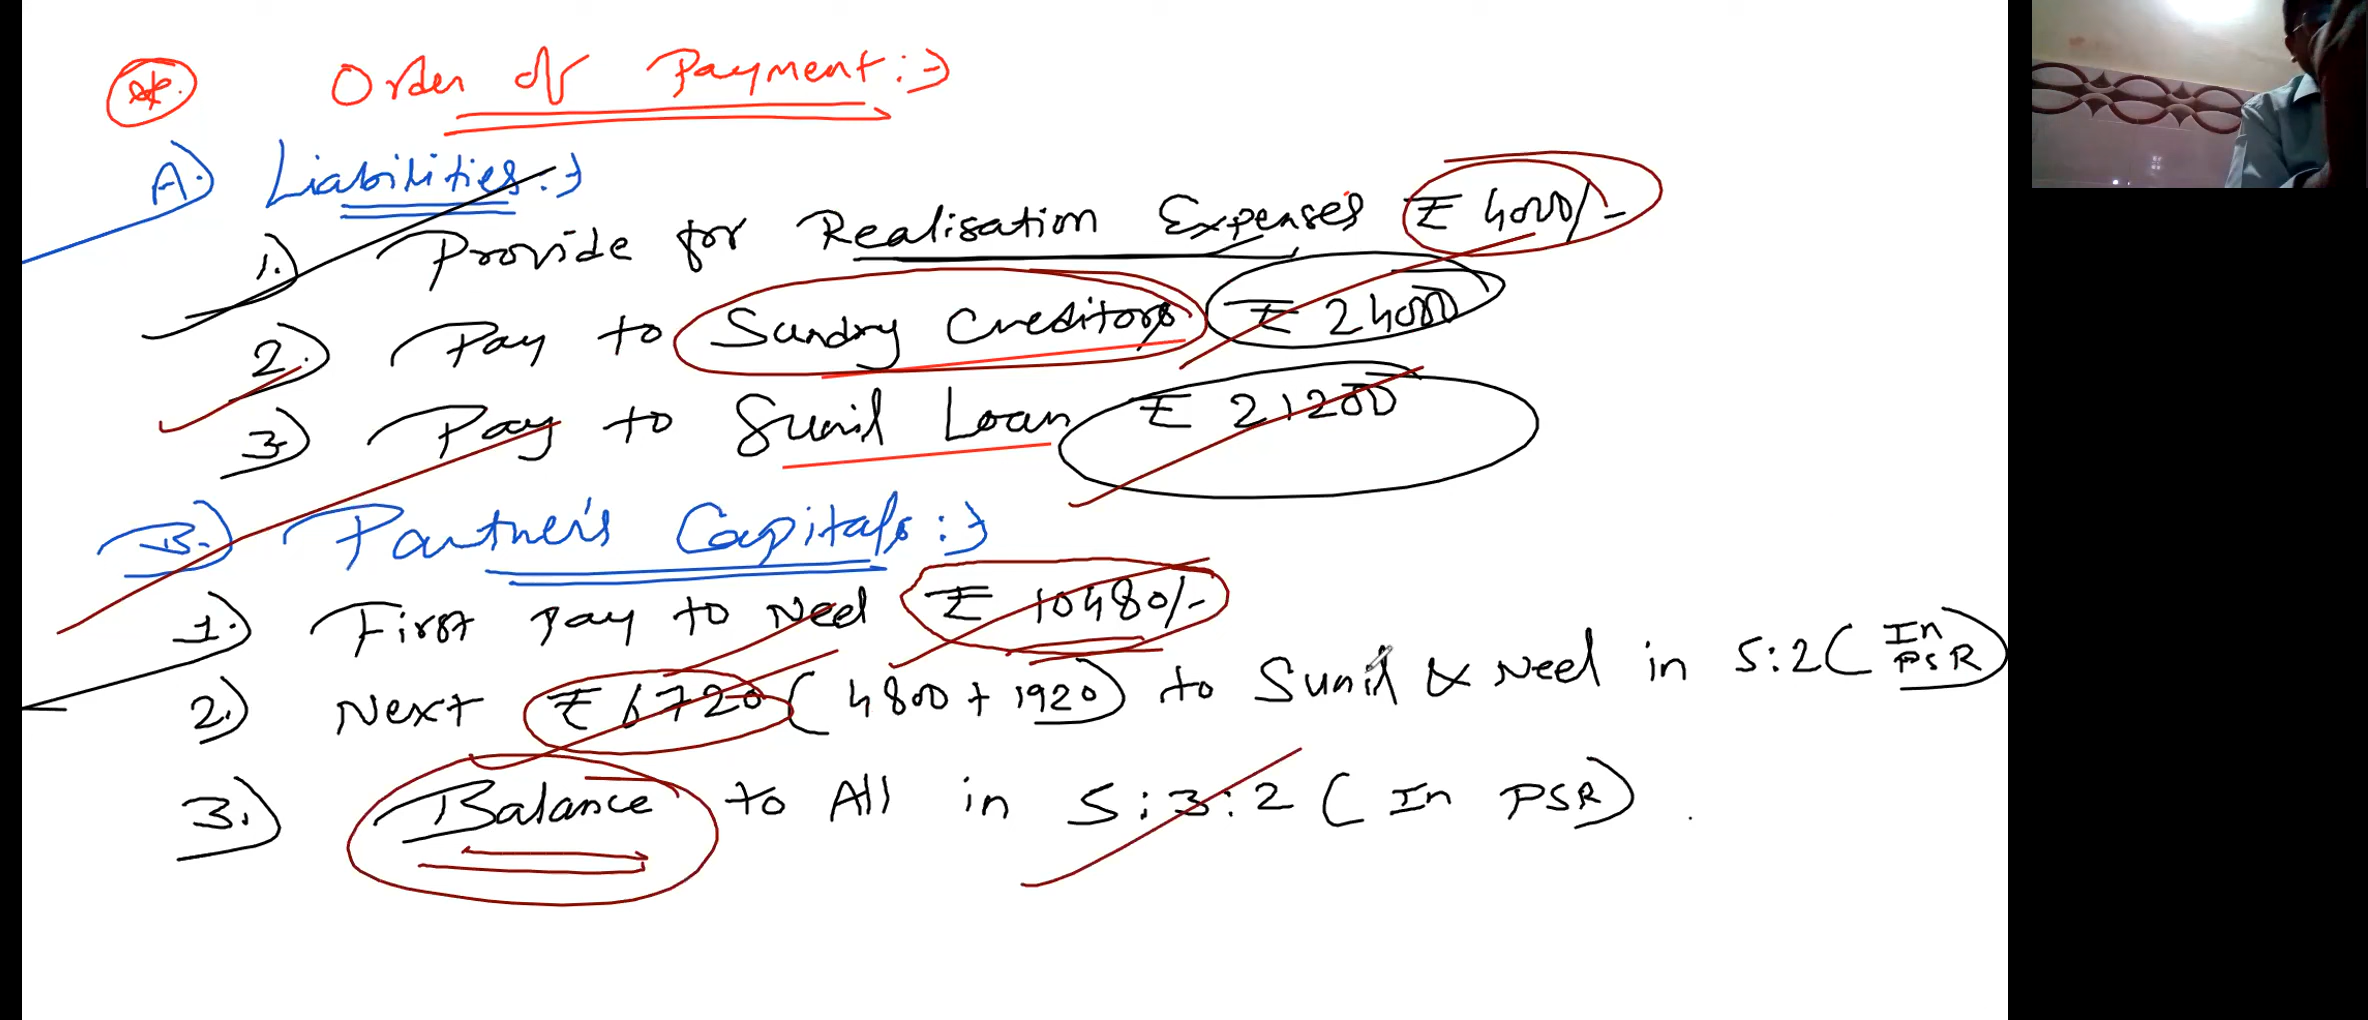 * Order of Payment :→
A.) Liabilities :→
1.) Provide for Realisation Expenses ₹ 4000/-
2.) Pay to Sundry Creditors ₹ 24000
3.) Pay to Sunil Loan ₹ 21200
B.) Partner's Capitals :→
1.) First Pay to Neel ₹ 10480/-
2.) Next ₹ 6720 (4800 + 1920) to Sunil & Neel in 5:2 (In PSR)
3.) Balance to All in 5:3:2 (In PSR).